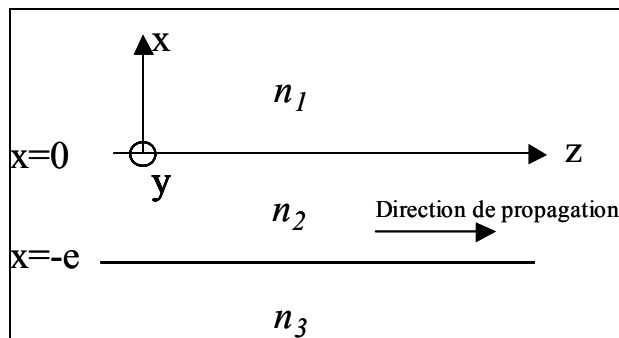 x
n1
x=0
z
y
n2
Direction de propagation
x=-e
n3